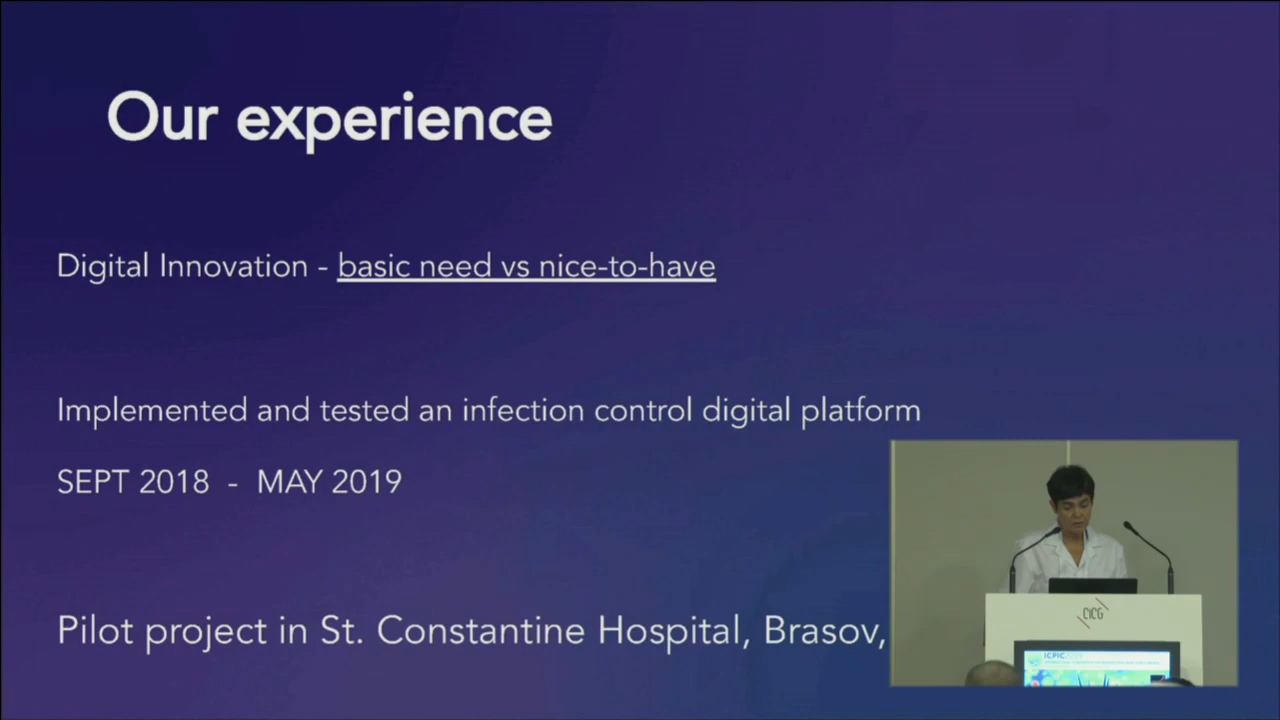 Our experience
Digital Innovation - basic need vs nice-to-have
Implemented and tested an infection control digital platform
SEPT 2018 - MAY 2019
Pilot project in St. Constantine Hospital, Brasov,
CICG
ICPIC